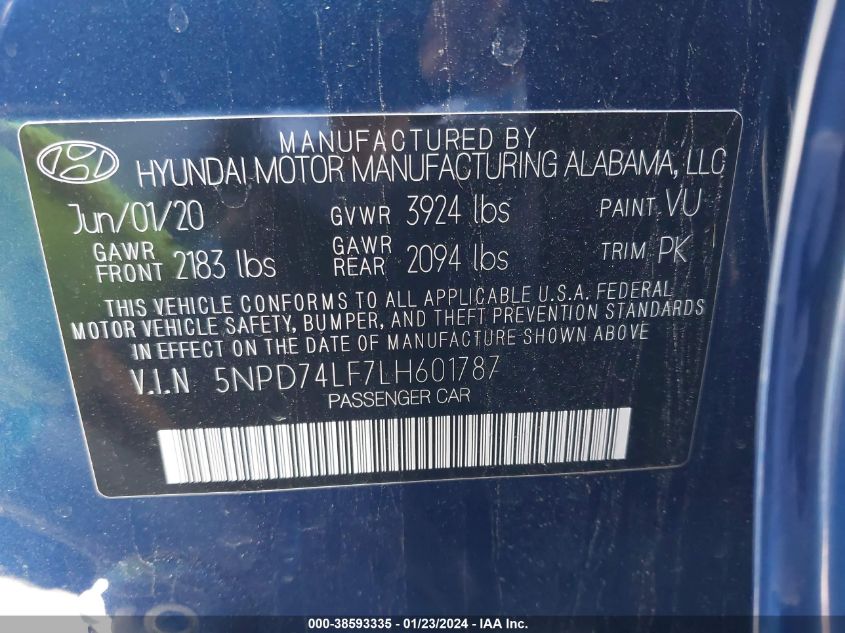 MANUFACTURED BY
HYUNDAI MOTOR MANUFACTURING ALABAMA, LLC
Jun/01/20 GVWR 3924 lbs PAINT VU
GAWR FRONT 2183 lbs GAWR REAR 2094 lbs TRIM PK
THIS VEHICLE CONFORMS TO ALL APPLICABLE U.S.A. FEDERAL
MOTOR VEHICLE SAFETY, BUMPER, AND THEFT PREVENTION STANDARDS
IN EFFECT ON THE DATE OF MANUFACTURE SHOWN ABOVE
V.I.N 5NPD74LF7LH601787
PASSENGER CAR
000-38593335 - 01/23/2024 - IAA Inc.